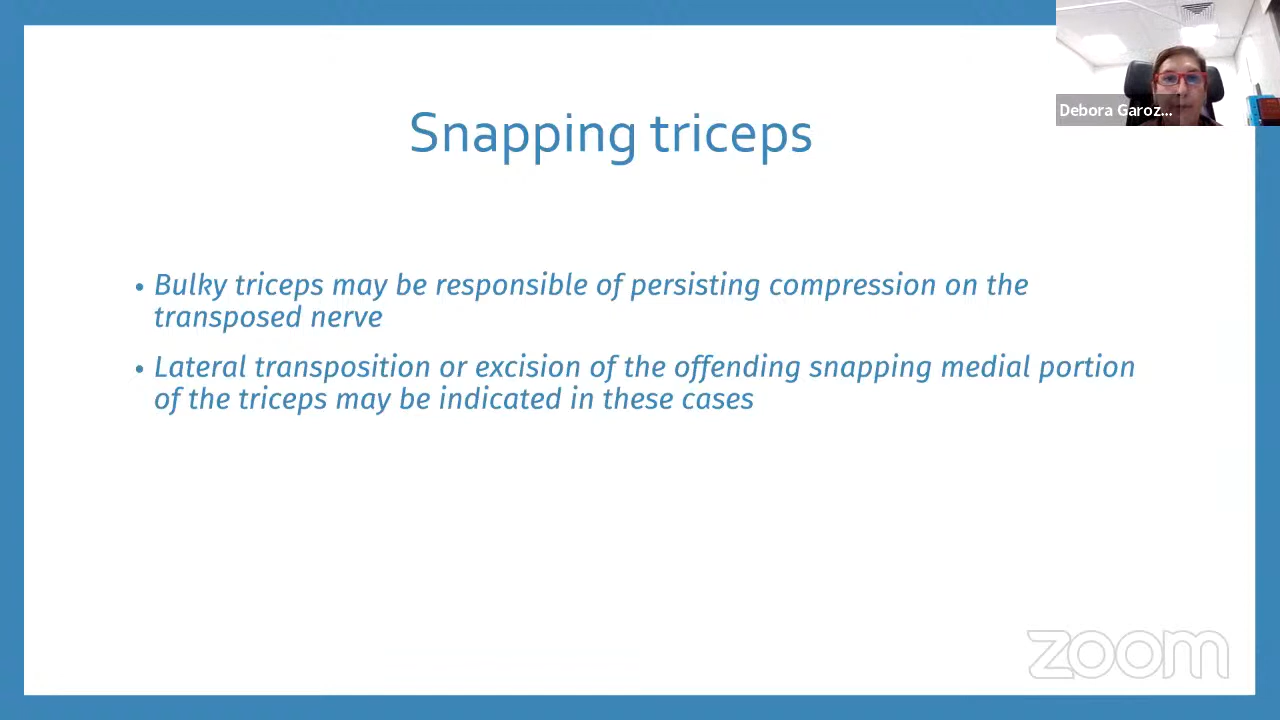 Debora Garoz...
Snapping triceps
• Bulky triceps may be responsible of persisting compression on the
transposed nerve
• Lateral transposition or excision of the offending snapping medial portion
of the triceps may be indicated in these cases
zoom